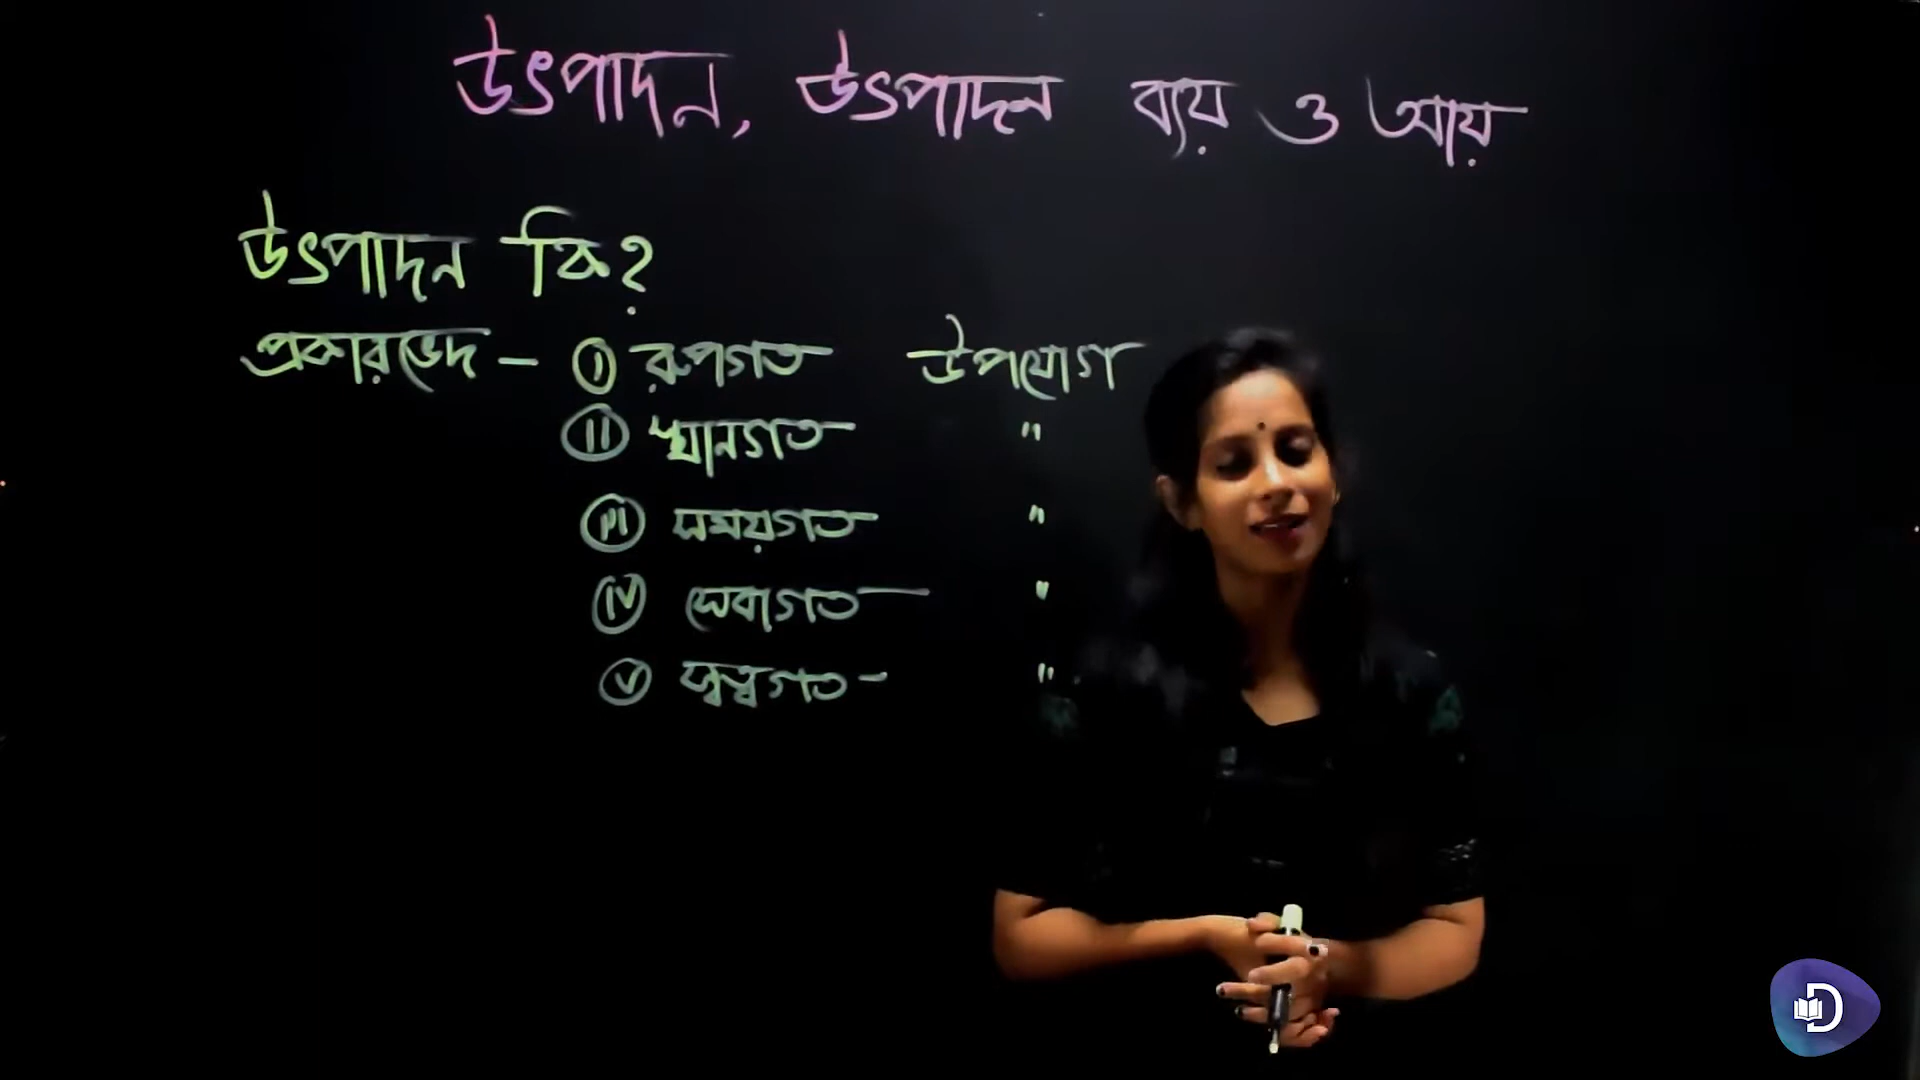 উৎপাদন, উৎপাদন ব্যয় ও আয়
উৎপাদন কি?
প্রকারভেদ – (I) রুপগত উপযোগ
(II) স্থানগত "
(III) সময়গত "
(IV) সেবাগত "
(V) স্বত্বগত - "
D